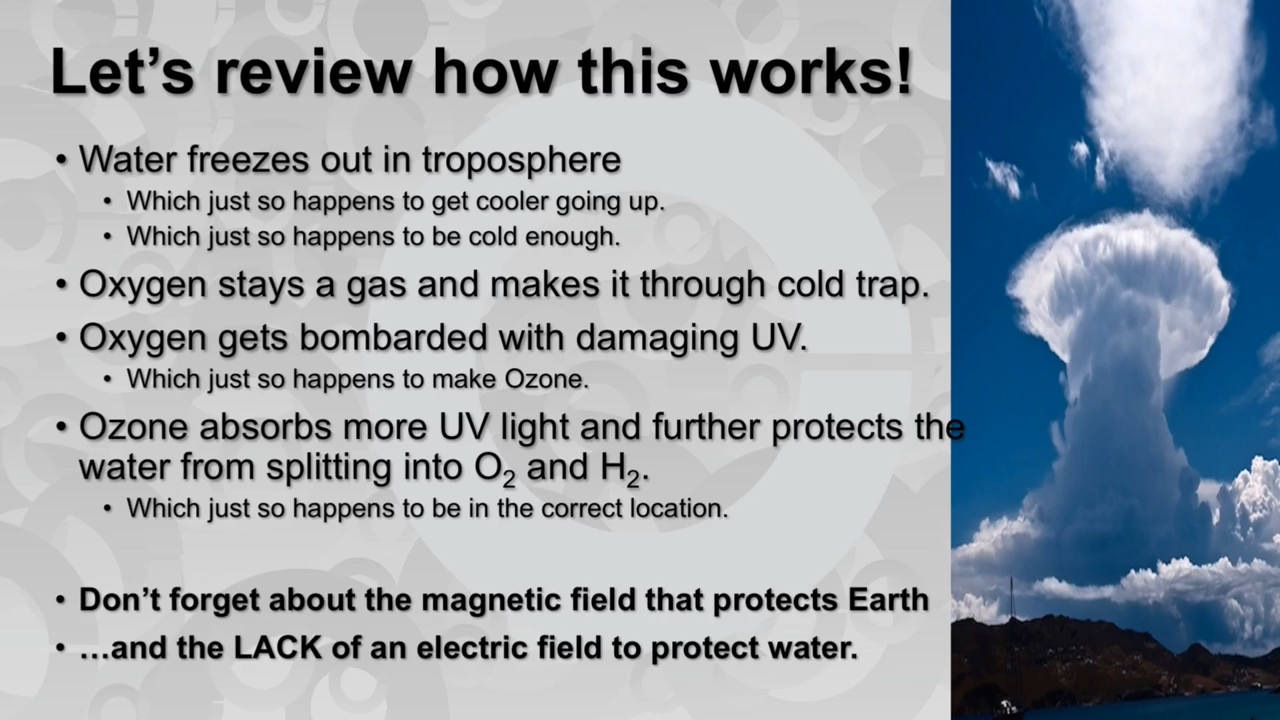 Let’s review how this works!
• Water freezes out in troposphere
• Which just so happens to get cooler going up.
• Which just so happens to be cold enough.
• Oxygen stays a gas and makes it through cold trap.
• Oxygen gets bombarded with damaging UV.
• Which just so happens to make Ozone.
• Ozone absorbs more UV light and further protects the
water from splitting into O₂ and H₂.
• Which just so happens to be in the correct location.
• Don’t forget about the magnetic field that protects Earth
• …and the LACK of an electric field to protect water.